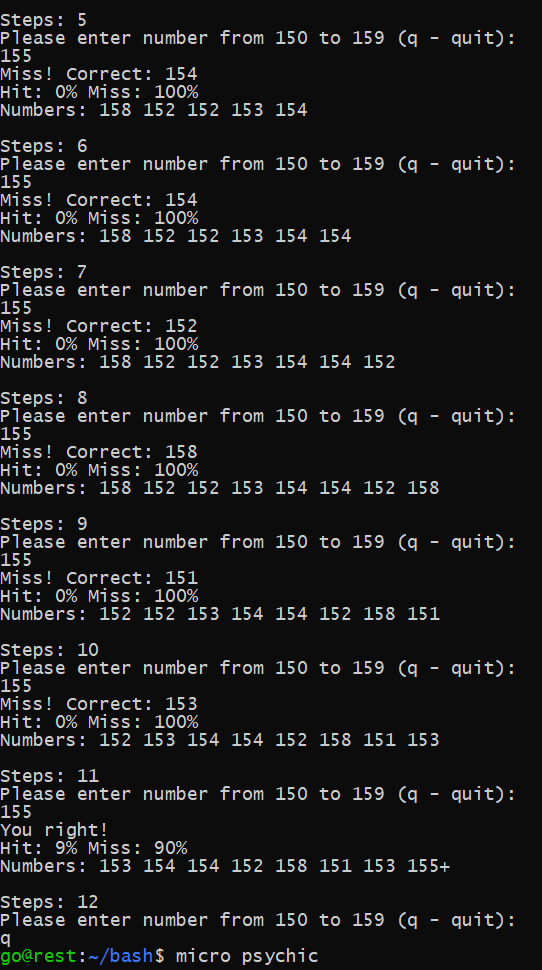 Steps: 5
Please enter number from 150 to 159 (q - quit):
155
Miss! Correct: 154
Hit: 0% Miss: 100%
Numbers: 158 152 152 153 154
Steps: 6
Please enter number from 150 to 159 (q - quit):
155
Miss! Correct: 154
Hit: 0% Miss: 100%
Numbers: 158 152 152 153 154 154
Steps: 7
Please enter number from 150 to 159 (q - quit):
155
Miss! Correct: 152
Hit: 0% Miss: 100%
Numbers: 158 152 152 153 154 154 152
Steps: 8
Please enter number from 150 to 159 (q - quit):
155
Miss! Correct: 158
Hit: 0% Miss: 100%
Numbers: 158 152 152 153 154 154 152 158
Steps: 9
Please enter number from 150 to 159 (q - quit):
155
Miss! Correct: 151
Hit: 0% Miss: 100%
Numbers: 152 152 153 154 154 152 158 151
Steps: 10
Please enter number from 150 to 159 (q - quit):
155
Miss! Correct: 153
Hit: 0% Miss: 100%
Numbers: 152 153 154 154 152 158 151 153
Steps: 11
Please enter number from 150 to 159 (q - quit):
155
You right!
Hit: 9% Miss: 90%
Numbers: 153 154 154 152 158 151 153 155+
Steps: 12
Please enter number from 150 to 159 (q - quit):
q
go@rest:~/bash$ micro psychic